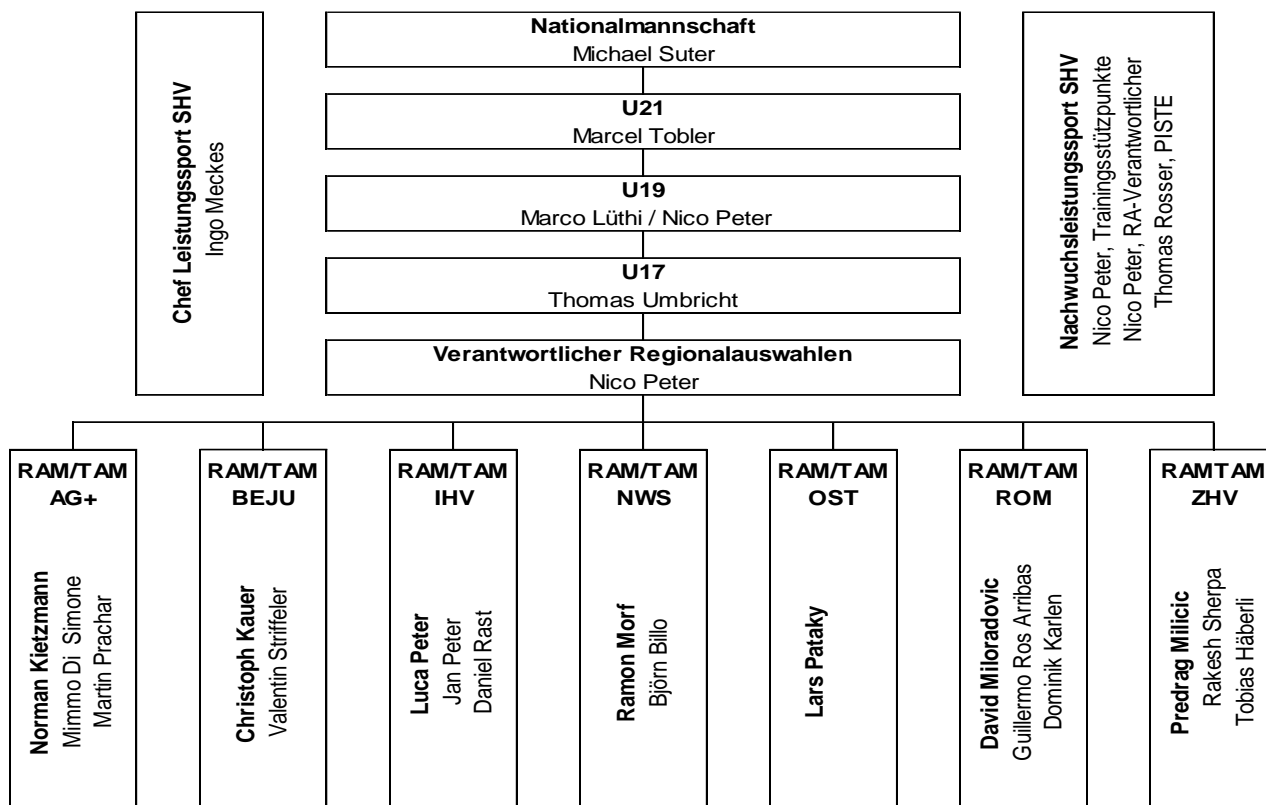 Nationalmannschaft
Michael Suter
U21
Marcel Tobler
U19
Marco Lüthi / Nico Peter
U17
Thomas Umbricht
Verantwortlicher Regionalauswahlen
Nico Peter
Chef Leistungssport SHV
Ingo Meckes
Nachwuchsleistungssport SHV
Nico Peter, Trainingsstützpunkte
Nico Peter, RA-Verantwortlicher
Thomas Rosser, PISTE
RAM/TAM
AG+
Norman Kietzmann
Mimmo Di Simone
Martin Prachar
RAM/TAM
BEJU
Christoph Kauer
Valentin Striffeler
RAM/TAM
IHV
Luca Peter
Jan Peter
Daniel Rast
RAM/TAM
NWS
Ramon Morf
Björn Billo
RAM/TAM
OST
Lars Pataky
RAM/TAM
ROM
David Miloradovic
Guillermo Ros Arribas
Dominik Karlen
RAMTAM
ZHV
Predrag Milicic
Rakesh Sherpa
Tobias Häberli